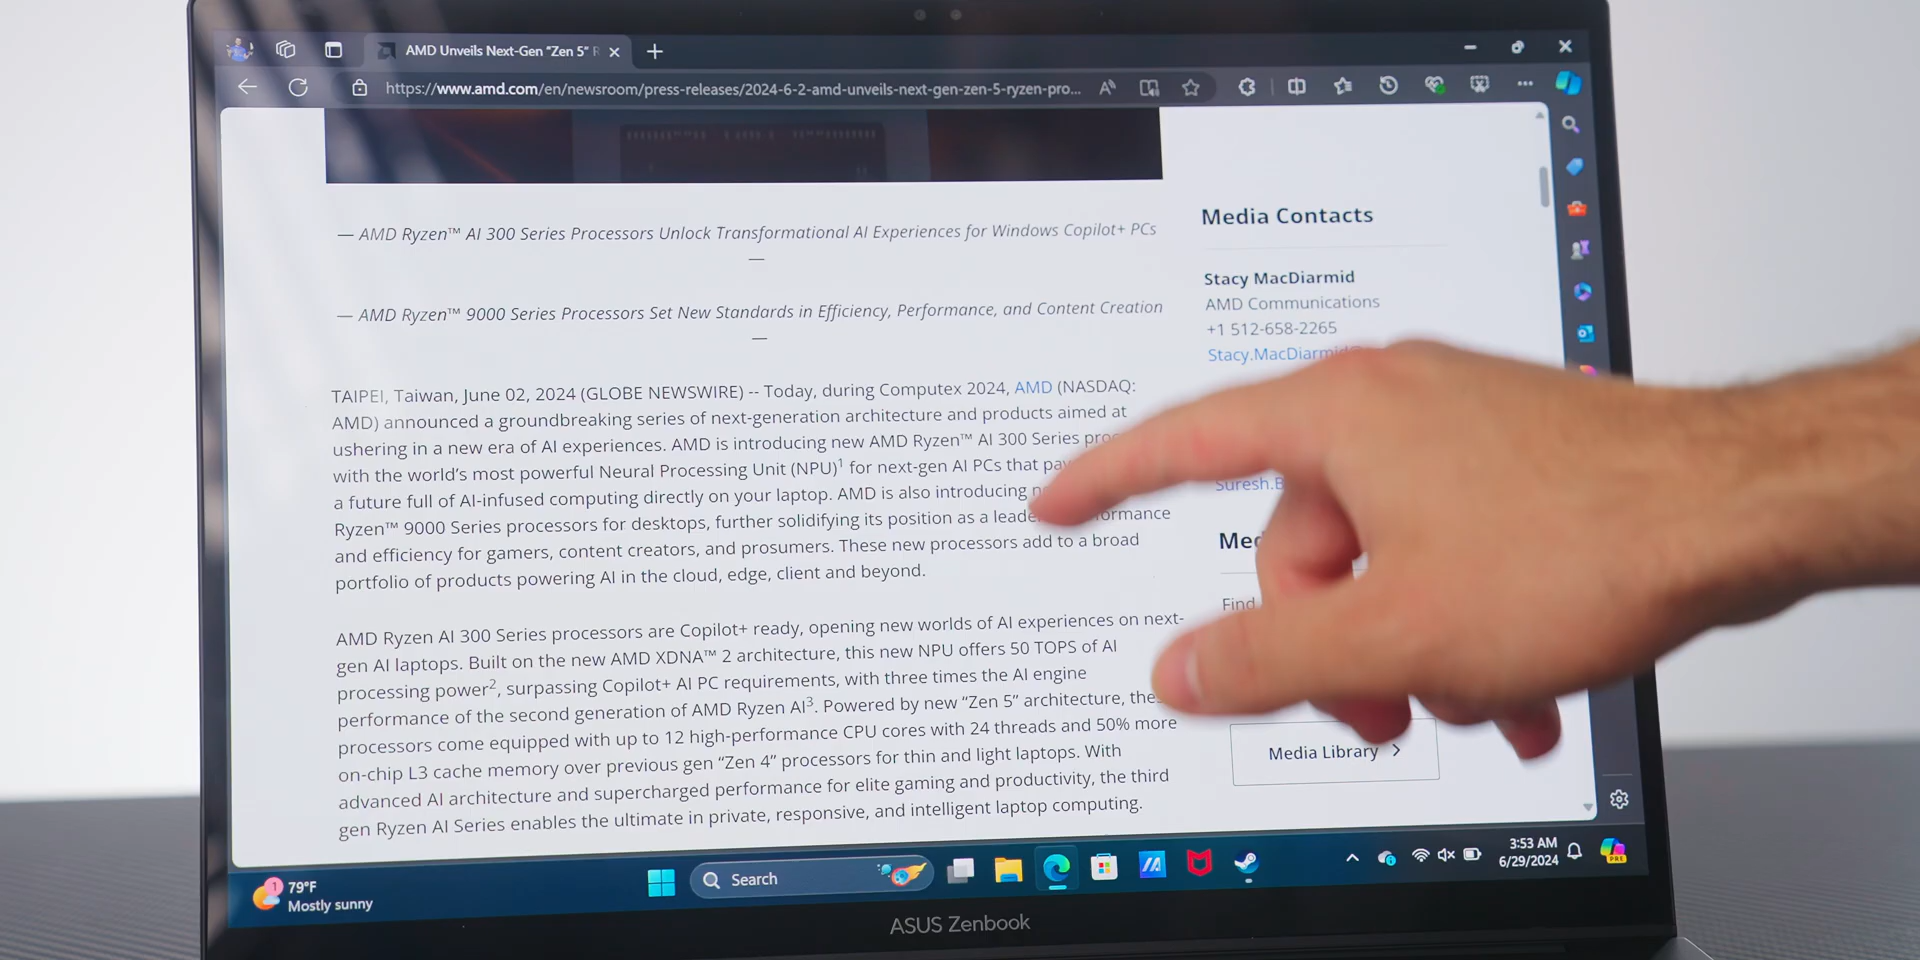 AMD Unveils Next-Gen "Zen 5" R
https://www.amd.com/en/newsroom/press-releases/2024-6-2-amd-unveils-next-gen-zen-5-ryzen-pro...
— AMD Ryzen™ AI 300 Series Processors Unlock Transformational AI Experiences for Windows Copilot+ PCs
—
— AMD Ryzen™ 9000 Series Processors Set New Standards in Efficiency, Performance, and Content Creation
—
TAIPEI, Taiwan, June 02, 2024 (GLOBE NEWSWIRE) -- Today, during Computex 2024, AMD (NASDAQ:
AMD) announced a groundbreaking series of next-generation architecture and products aimed at
ushering in a new era of AI experiences. AMD is introducing new AMD Ryzen™ AI 300 Series
with the world's most powerful Neural Processing Unit (NPU)¹ for next-gen AI PCs that
a future full of AI-infused computing directly on your laptop. AMD is also introducing
Ryzen™ 9000 Series processors for desktops, further solidifying its position as a
and efficiency for gamers, content creators, and prosumers. These new processors add to a broad
portfolio of products powering AI in the cloud, edge, client and beyond.
AMD Ryzen AI 300 Series processors are Copilot+ ready, opening new worlds of AI experiences on next-
gen AI laptops. Built on the new AMD XDNA™ 2 architecture, this new NPU offers 50 TOPS of AI
processing power², surpassing Copilot+ AI PC requirements, with three times the AI engine
performance of the second generation of AMD Ryzen AI³. Powered by new “Zen 5” architecture,
processors come equipped with up to 12 high-performance CPU cores with 24 threads and 50% more
on-chip L3 cache memory over previous gen “Zen 4” processors for thin and light laptops. With
advanced AI architecture and supercharged performance for elite gaming and productivity, the third
gen Ryzen AI Series enables the ultimate in private, responsive, and intelligent laptop computing.
Media Contacts
Stacy MacDiarmid
AMD Communications
+1 512-658-2265
Stacy.MacDiarmid
Suresh.B
Find
Media Library >
1
79°F
Mostly sunny
Search
3:53 AM
6/29/2024
PRE
ASUS Zenbook